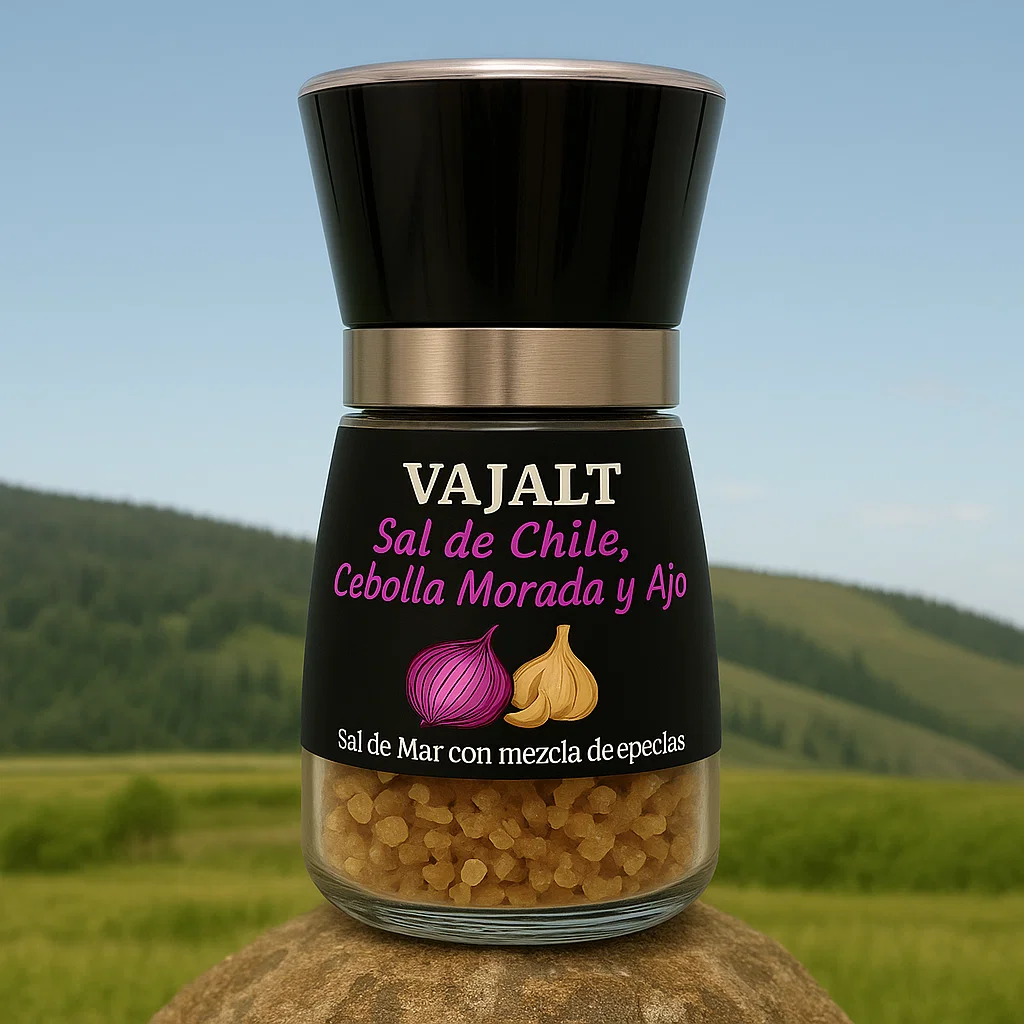 VAJALT
Sal de Chile,
Cebolla Morada y Ajo
Sal de Mar con mezcla de epeclas